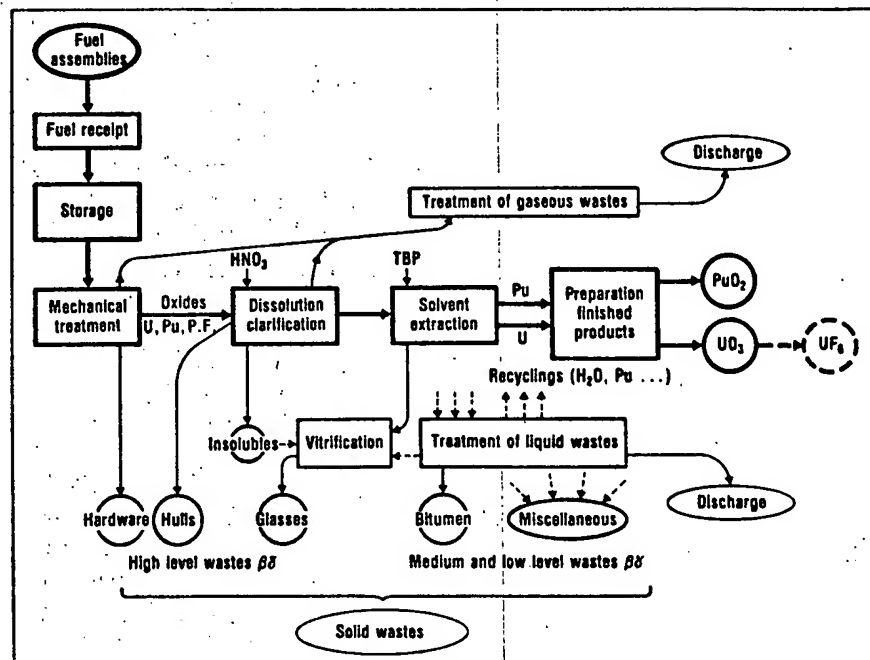 Fuel
assemblies
Fuel receipt
Storage
Discharge
Treatment of gaseous wastes
HNO₃
TBP
Mechanical
treatment
Oxides
U, Pu, P.F.
Dissolution
clarification
Solvent
extraction
Pu
U
Preparation
finished
products
PuO₂
UO₃
UF₆
Recyclings (H₂O, Pu ...)
Insolubles
Vitrification
Treatment of liquid wastes
Discharge
Hardware
Hulls
Glasses
Bitumen
Miscellaneous
High level wastes βγ
Medium and low level wastes βγ
Solid wastes